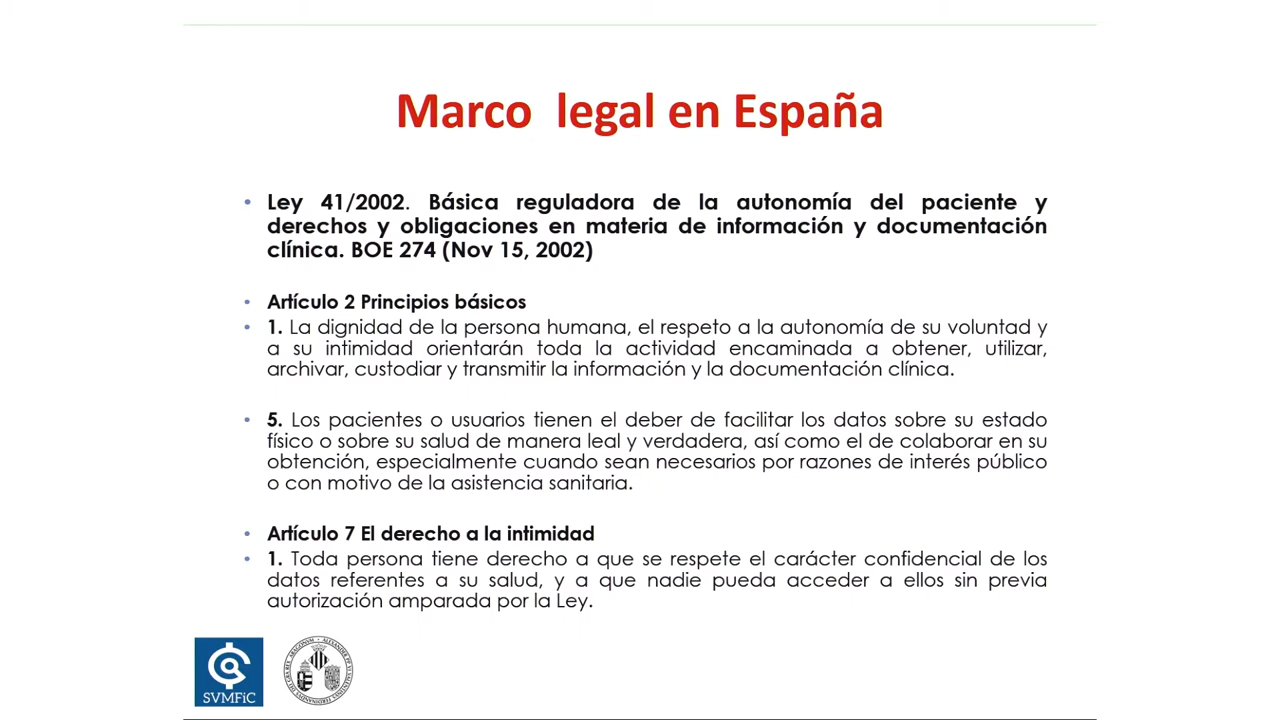 Marco legal en España
• Ley 41/2002. Básica reguladora de la autonomía del paciente y
derechos y obligaciones en materia de información y documentación
clínica. BOE 274 (Nov 15, 2002)
• Artículo 2 Principios básicos
• 1. La dignidad de la persona humana, el respeto a la autonomía de su voluntad y
a su intimidad orientarán toda la actividad encaminada a obtener, utilizar,
archivar, custodiar y transmitir la información y la documentación clínica.
• 5. Los pacientes o usuarios tienen el deber de facilitar los datos sobre su estado
físico o sobre su salud de manera leal y verdadera, así como el de colaborar en su
obtención, especialmente cuando sean necesarios por razones de interés público
o con motivo de la asistencia sanitaria.
• Artículo 7 El derecho a la intimidad
• 1. Toda persona tiene derecho a que se respete el carácter confidencial de los
datos referentes a su salud, y a que nadie pueda acceder a ellos sin previa
autorización amparada por la Ley.
SVMFiC